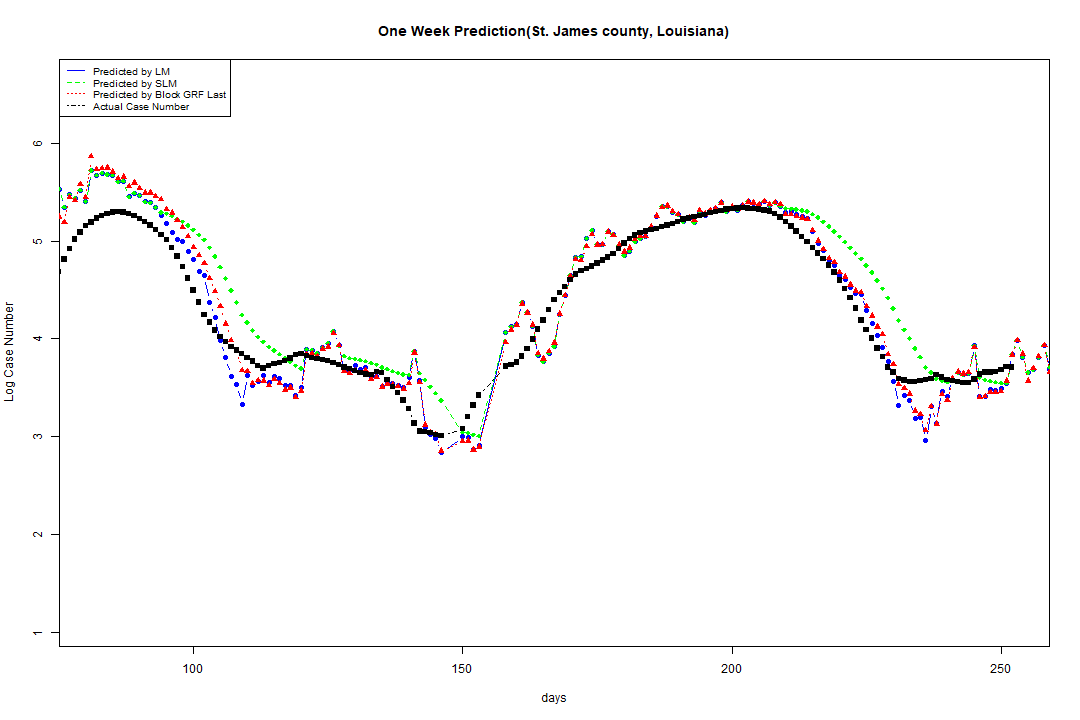 One Week Prediction(St. James county, Louisiana)
Predicted by LM
Predicted by SLM
Predicted by Block GRF Last
Actual Case Number
6
5
4
3
2
1
Log Case Number
100 150 200 250
days